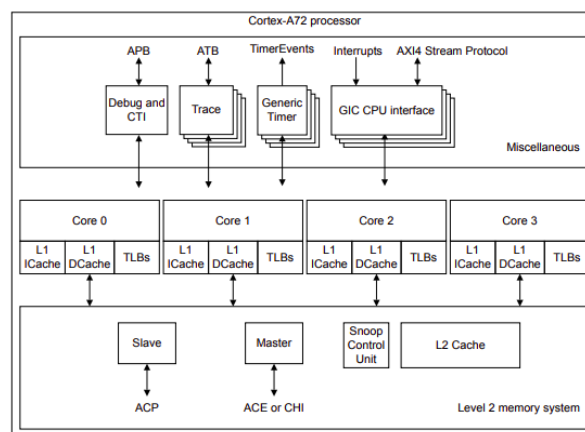 Cortex-A72 processor
APB ATB TimerEvents Interrupts AXI4 Stream Protocol
Debug and
CTI
Trace
Generic
Timer
GIC CPU interface
Miscellaneous
Core 0 Core 1 Core 2 Core 3
L1
ICache
L1
DCache
TLBs
L1
ICache
L1
DCache
TLBs
L1
ICache
L1
DCache
TLBs
L1
ICache
L1
DCache
TLBs
Slave
Master
Snoop
Control
Unit
L2 Cache
ACP
ACE or CHI
Level 2 memory system